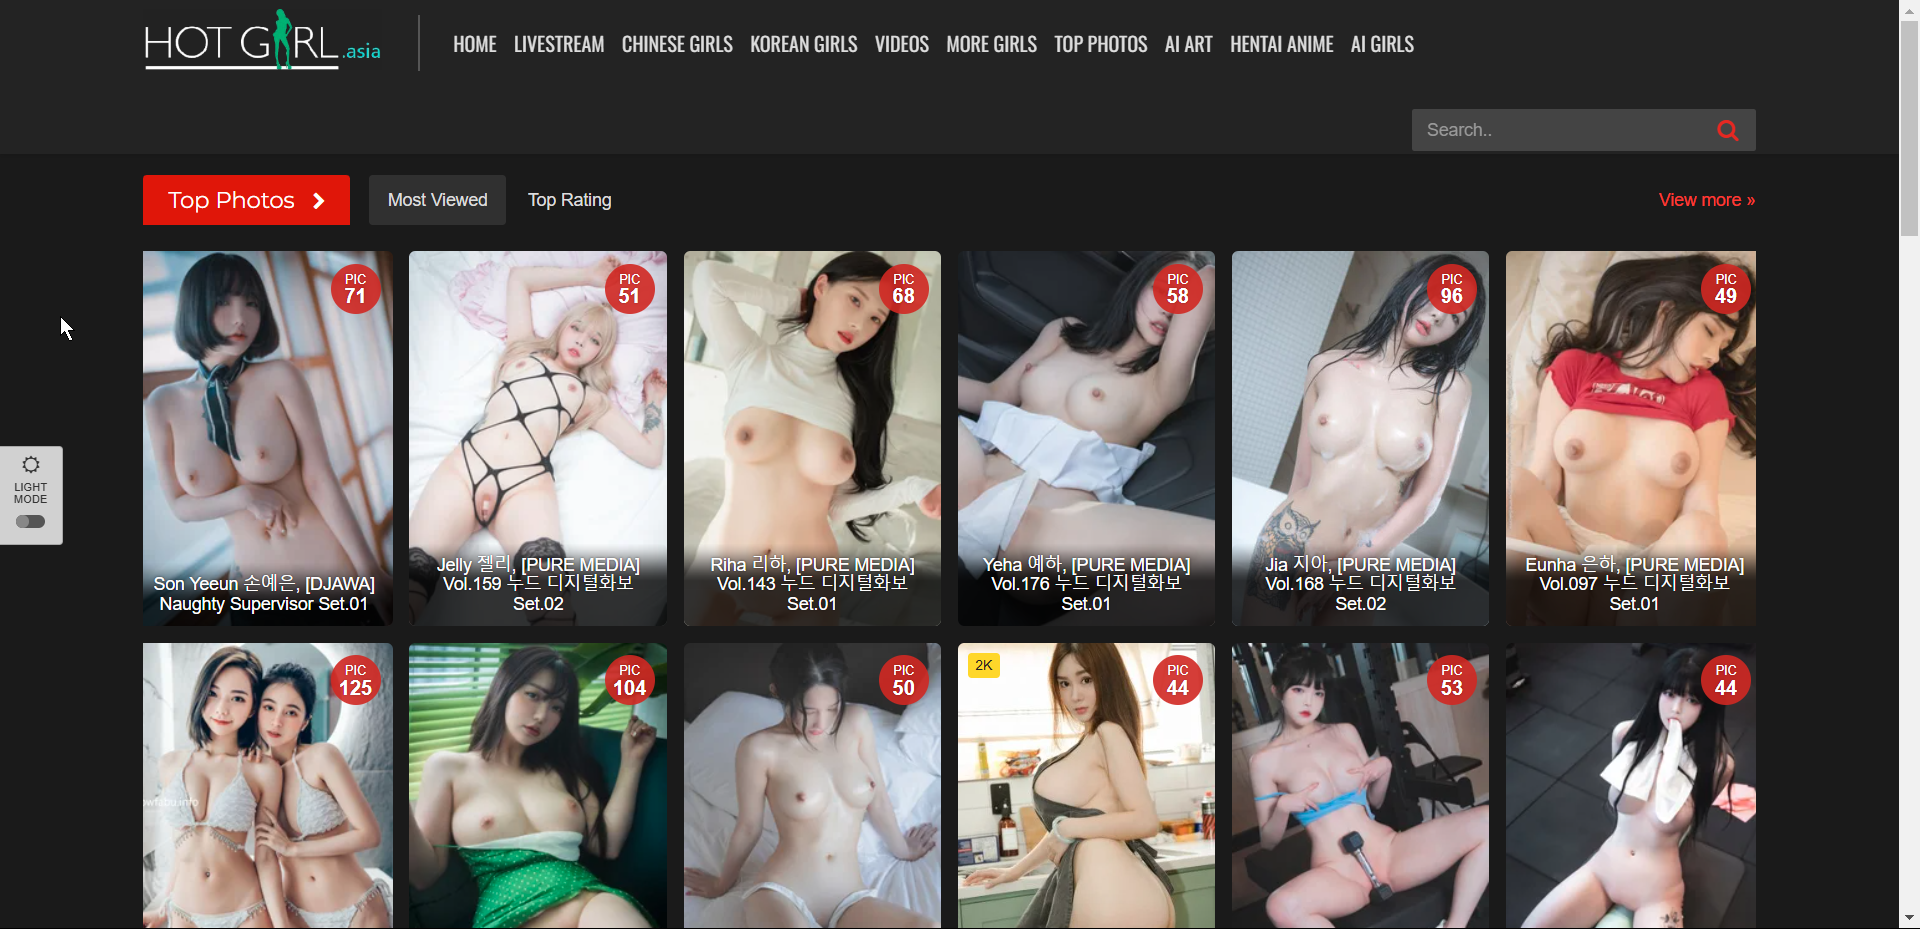 HOT GIRL.asia
HOME LIVESTREAM CHINESE GIRLS KOREAN GIRLS VIDEOS MORE GIRLS TOP PHOTOS AI ART HENTAI ANIME AI GIRLS
Search..
Top Photos
Most Viewed
Top Rating
View more »
LIGHT
MODE
PIC
71
Son Yeeun 손예은, [DJAWA]
Naughty Supervisor Set.01
PIC
51
Jelly 젤리, [PURE MEDIA]
Vol.159 누드 디지털화보
Set.02
PIC
68
Riha 리하, [PURE MEDIA]
Vol.143 누드 디지털화보
Set.01
PIC
58
Yeha 예하, [PURE MEDIA]
Vol.176 누드 디지털화보
Set.01
PIC
96
Jia 지아, [PURE MEDIA]
Vol.168 누드 디지털화보
Set.02
PIC
49
Eunha 은하, [PURE MEDIA]
Vol.097 누드 디지털화보
Set.01
PIC
125
PIC
104
PIC
50
2K
PIC
44
PIC
53
PIC
44